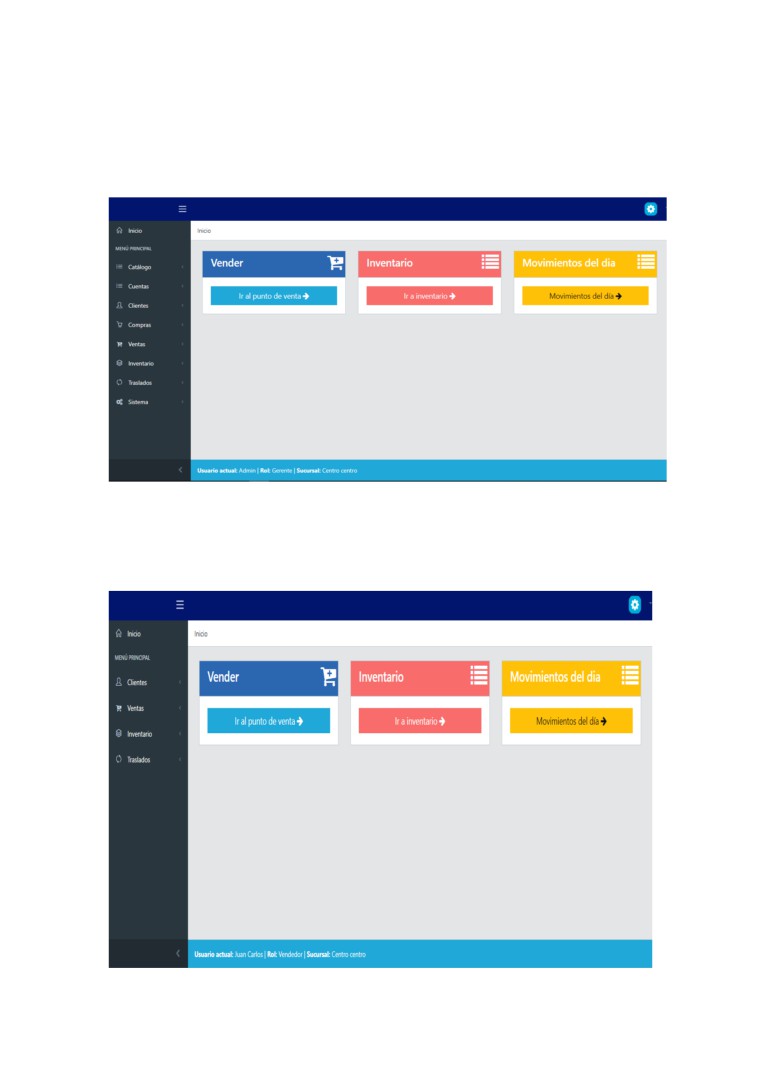 Inicio
Inicio
MENÚ PRINCIPAL
Vender
Inventario
Movimientos del dia
Catálogo
Cuentas
Ir al punto de venta
Ir a inventario
Movimientos del día
Clientes
Compras
Ventas
Inventario
Traslados
Sistema
Usuario actual: Admin | Rol: Gerente | Sucursal: Centro centro
Inicio
Inicio
MENÚ PRINCIPAL
Vender
Inventario
Movimientos del dia
Clientes
Ventas
Ir al punto de venta
Ir a inventario
Movimientos del día
Inventario
Traslados
Usuario actual: Juan Carlos | Rol: Vendedor | Sucursal: Centro centro